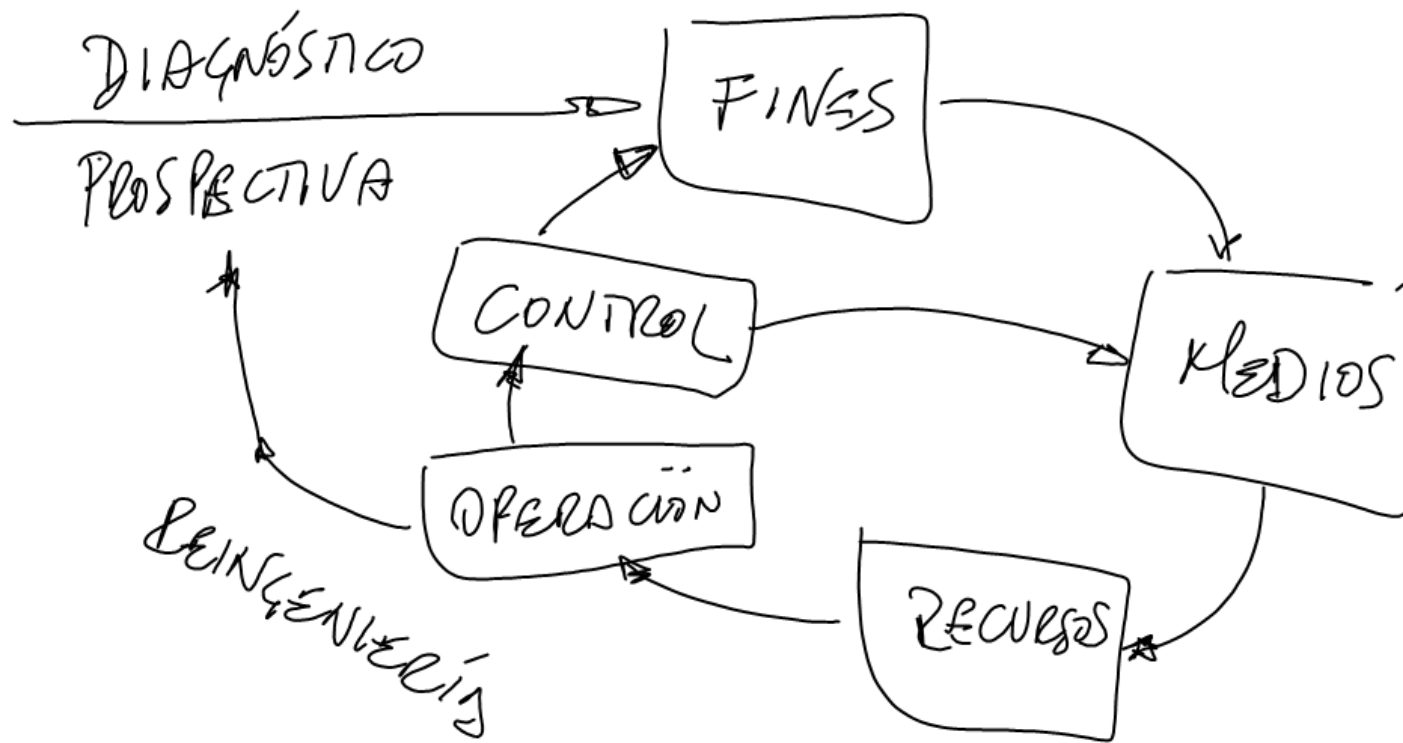 DIAGNÓSTICO
FINES
PROSPECTIVA
CONTROL
MEDIOS
OPERACIÓN
REINGENIERÍA
RECURSOS